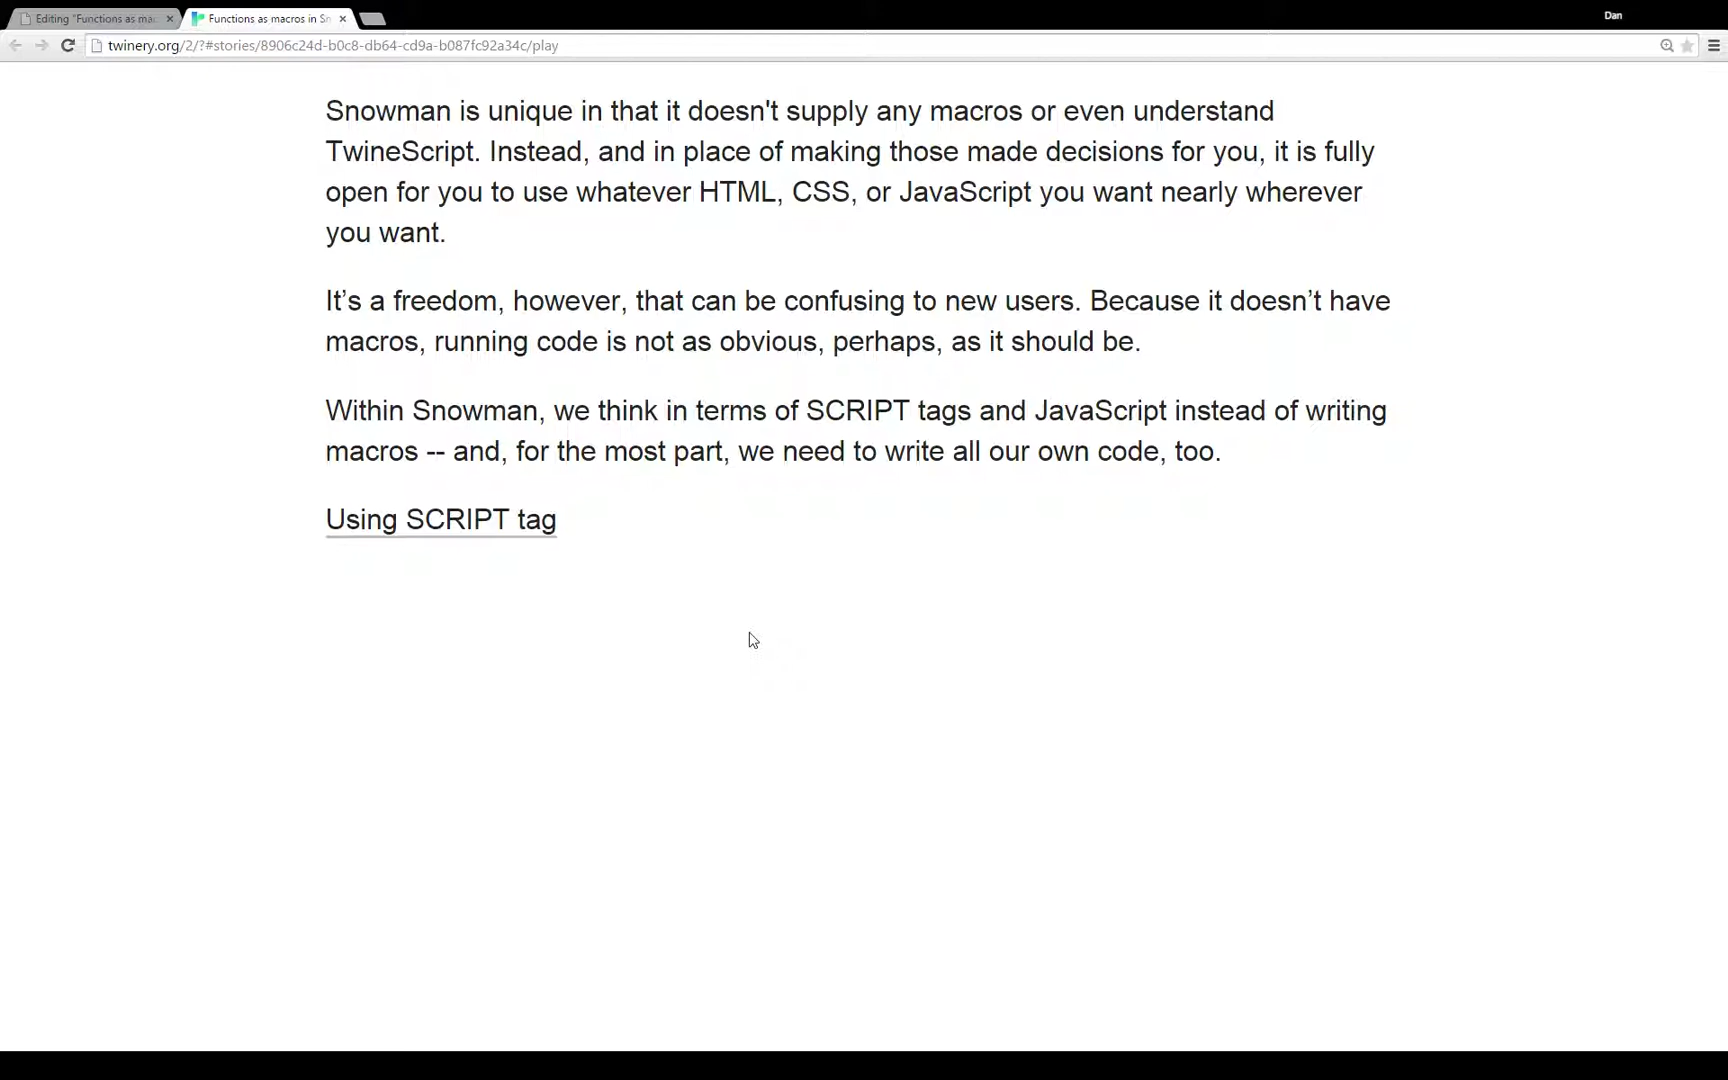 Editing "Functions as mac
Functions as macros in Sn
Dan
twinery.org/2/?#stories/8906c24d-b0c8-db64-cd9a-b087fc92a34c/play
Snowman is unique in that it doesn't supply any macros or even understand
TwineScript. Instead, and in place of making those made decisions for you, it is fully
open for you to use whatever HTML, CSS, or JavaScript you want nearly wherever
you want.
It’s a freedom, however, that can be confusing to new users. Because it doesn’t have
macros, running code is not as obvious, perhaps, as it should be.
Within Snowman, we think in terms of SCRIPT tags and JavaScript instead of writing
macros -- and, for the most part, we need to write all our own code, too.
Using SCRIPT tag